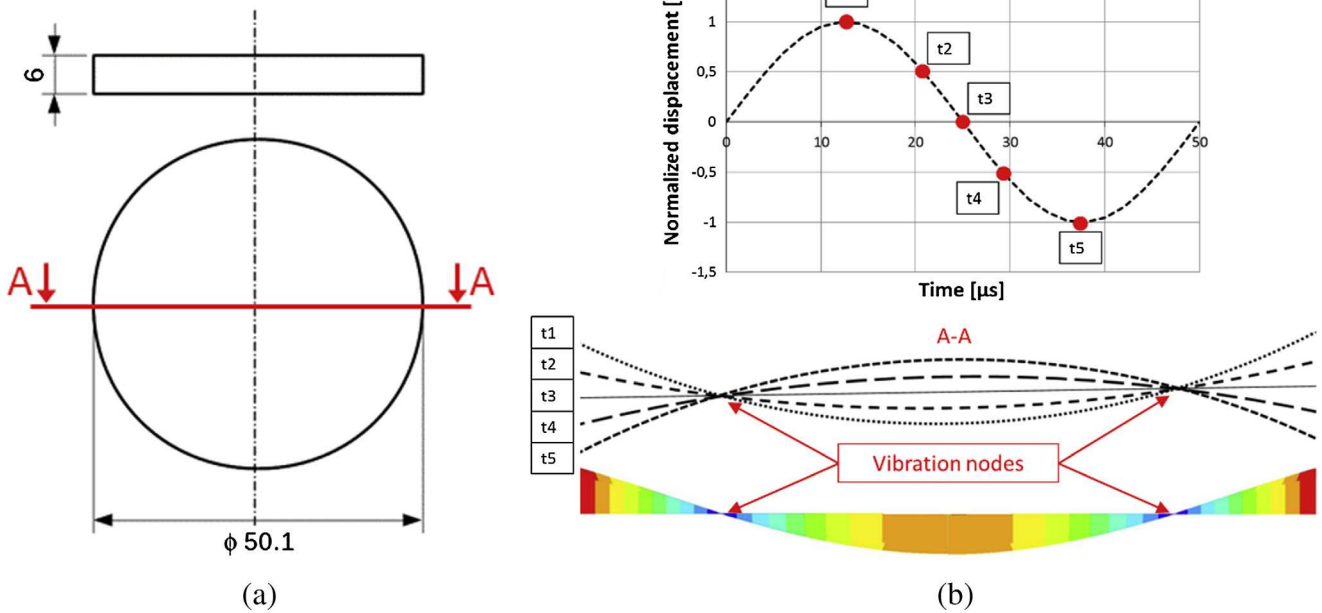 6
A
A
ϕ 50.1
(a)
Normalized displacement [
1
0,5
0
-0,5
-1
-1,5
0
10
20
30
40
50
t2
t3
t4
t5
Time [µs]
t1
t2
t3
t4
t5
A-A
Vibration nodes
(b)